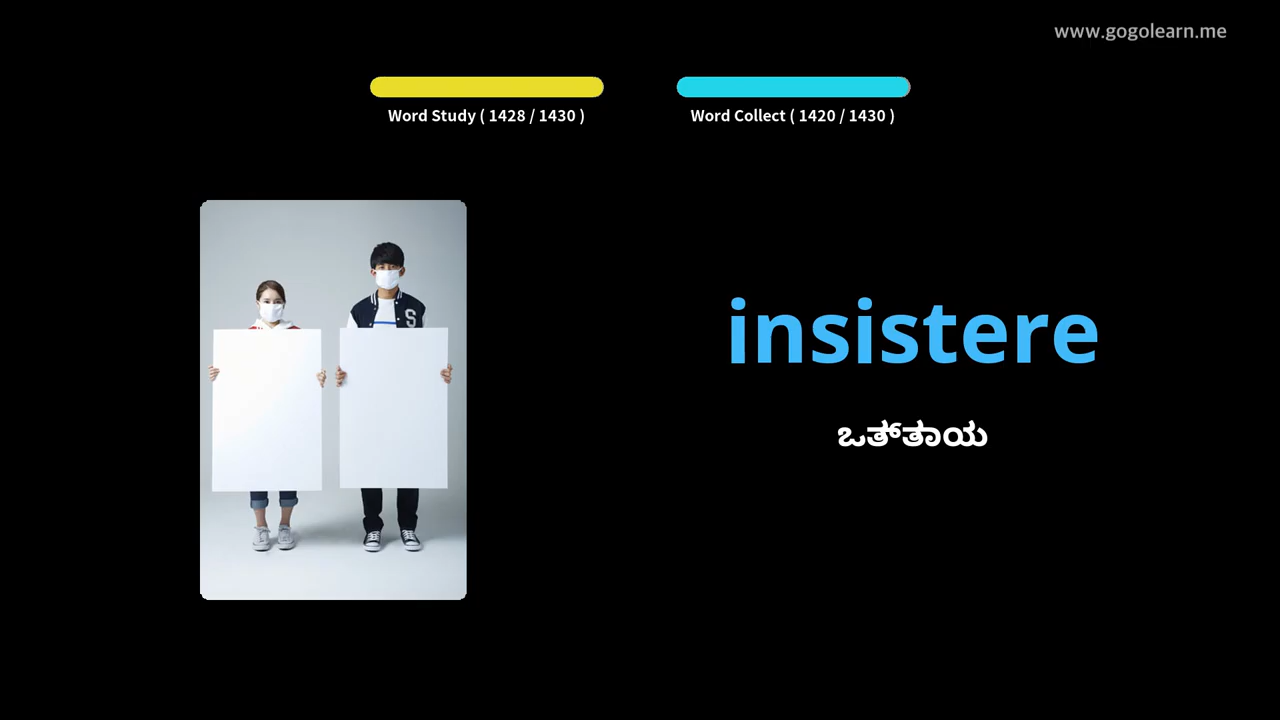 www.gogolearn.me
Word Study ( 1428 / 1430 )
Word Collect ( 1420 / 1430 )
S
insistere
ಒತ್ತಾಯ